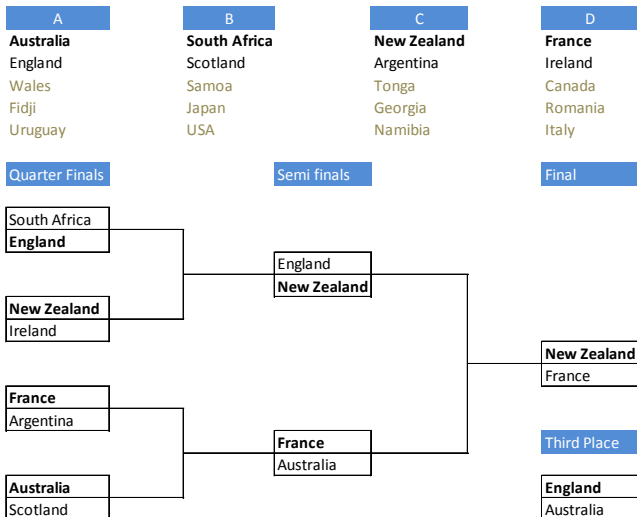 A B C D
Australia South Africa New Zealand France
England Scotland Argentina Ireland
Wales Samoa Tonga Canada
Fidji Japan Georgia Romania
Uruguay USA Namibia Italy
Quarter Finals Semi finals Final
South Africa
England
England
New Zealand
New Zealand
Ireland
New Zealand
France
France
Argentina
France Third Place
Australia
Australia England
Scotland Australia